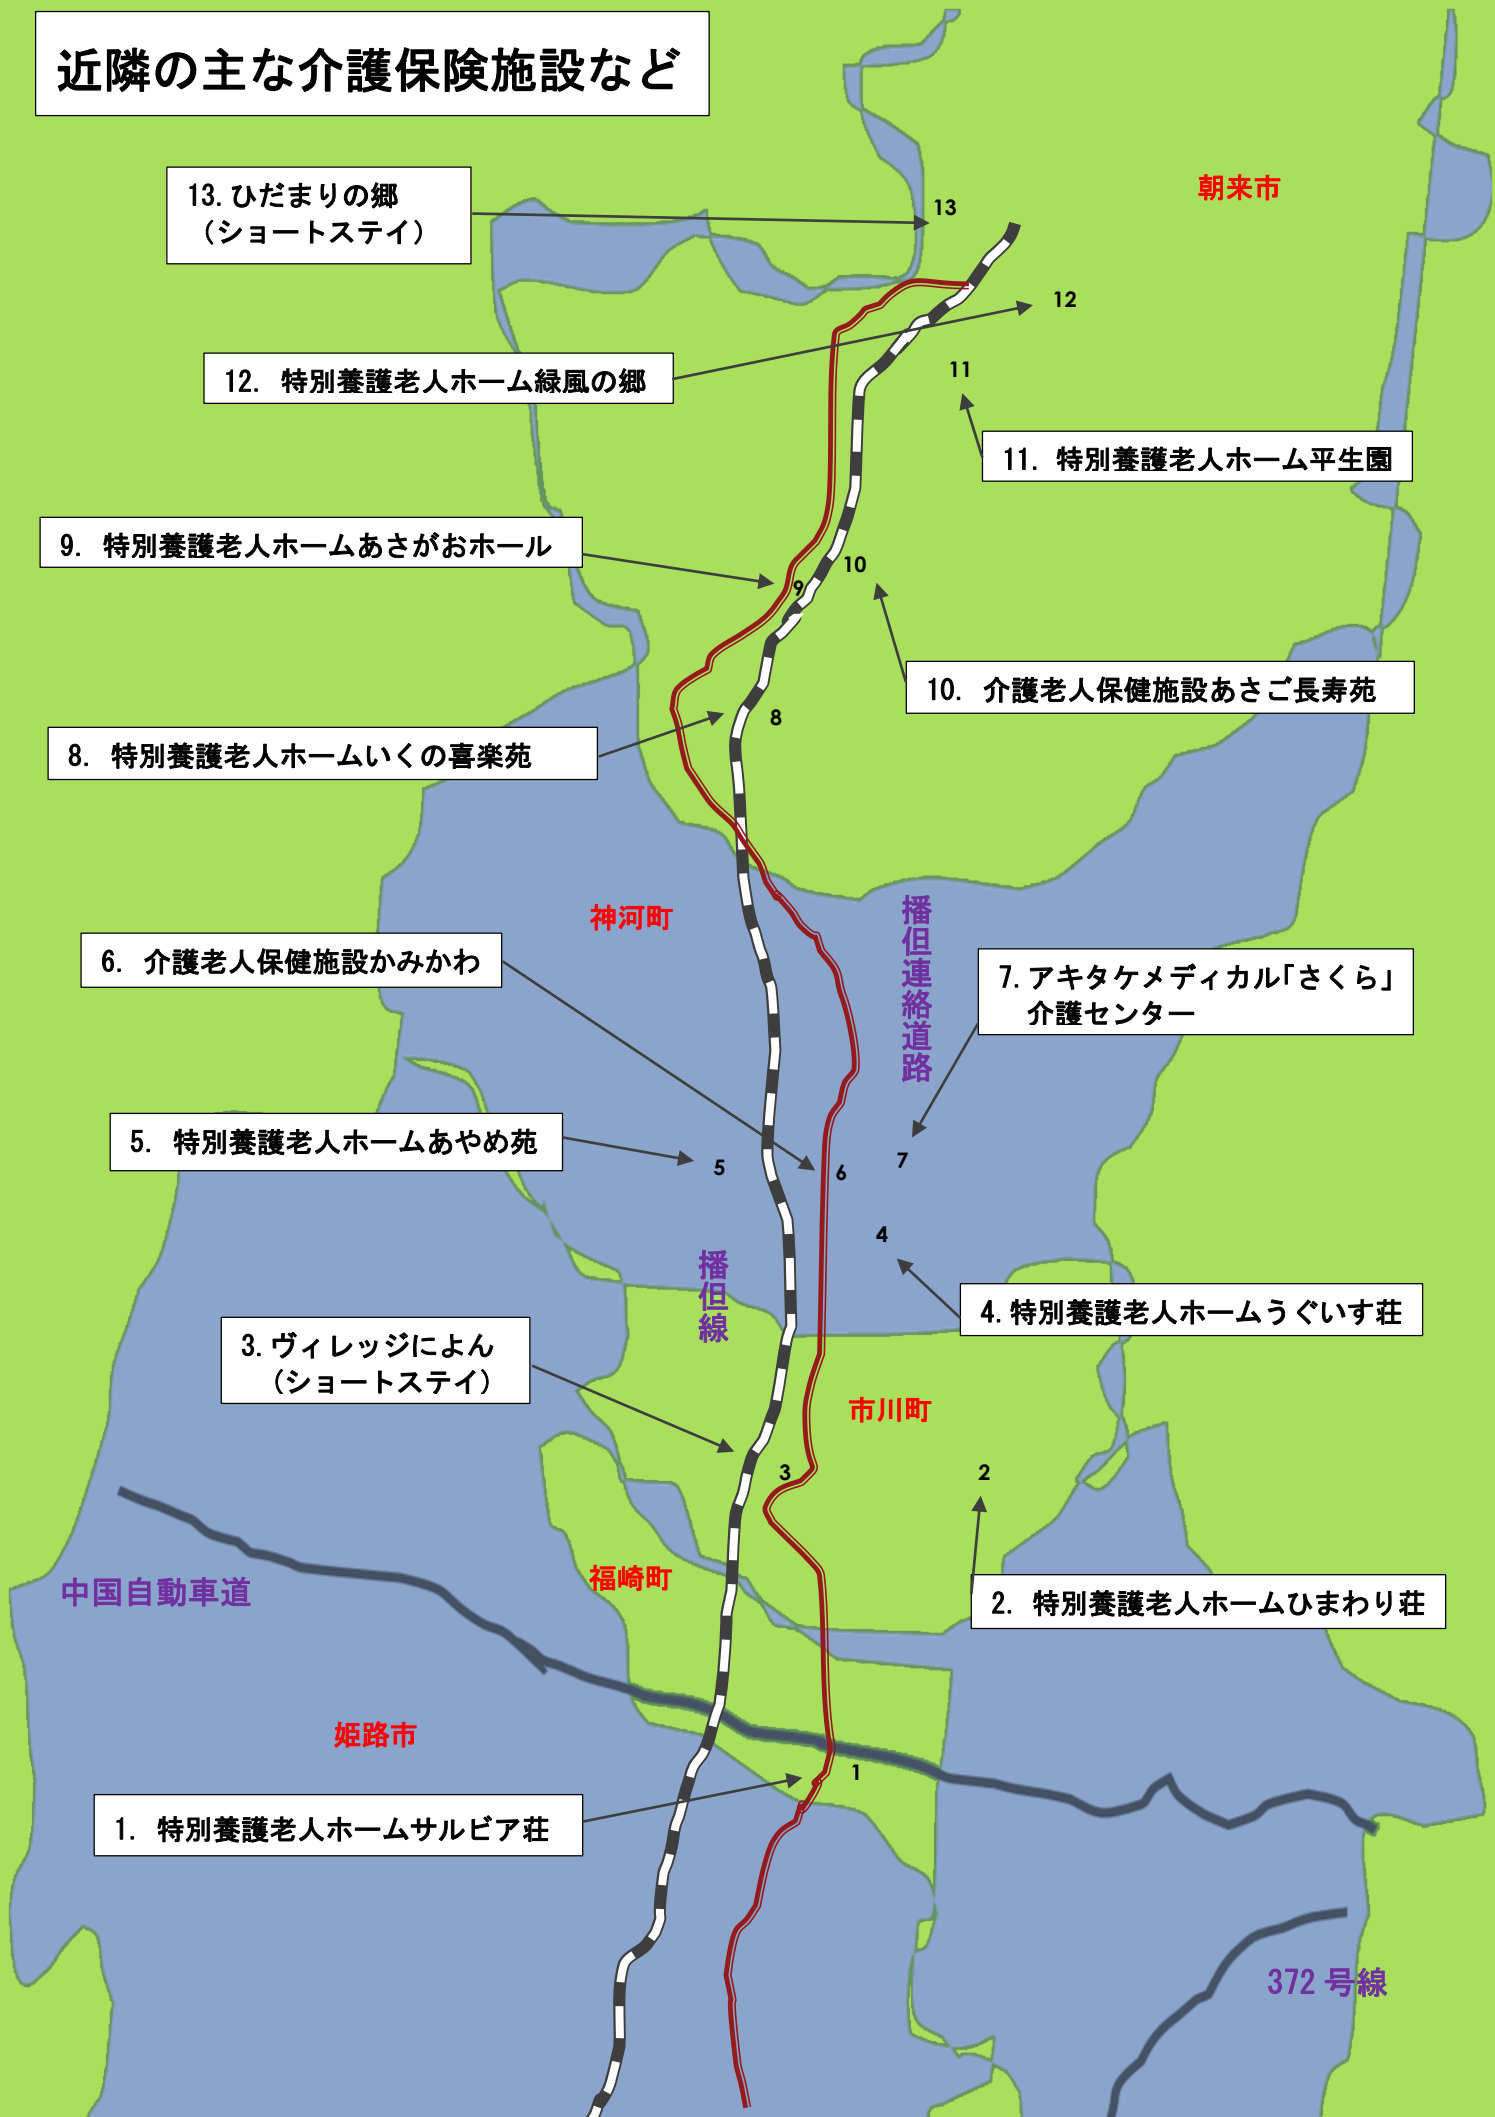 近隣の主な介護保険施設など
13.ひだまりの郷
（ショートステイ）
13
朝来市
12
12. 特別養護老人ホーム緑風の郷
11
11. 特別養護老人ホーム平生園
9. 特別養護老人ホームあさがおホール
10
9
10. 介護老人保健施設あさご長寿苑
8
8. 特別養護老人ホームいくの喜楽苑
神河町
播但連絡道路
6. 介護老人保健施設かみかわ
7.アキタケメディカル「さくら」
介護センター
5. 特別養護老人ホームあやめ苑
5
6
7
4
播但線
4.特別養護老人ホームうぐいす荘
3.ヴィレッジによん
（ショートステイ）
市川町
3
2
福崎町
中国自動車道
2. 特別養護老人ホームひまわり荘
姫路市
1
1. 特別養護老人ホームサルビア荘
372 号線